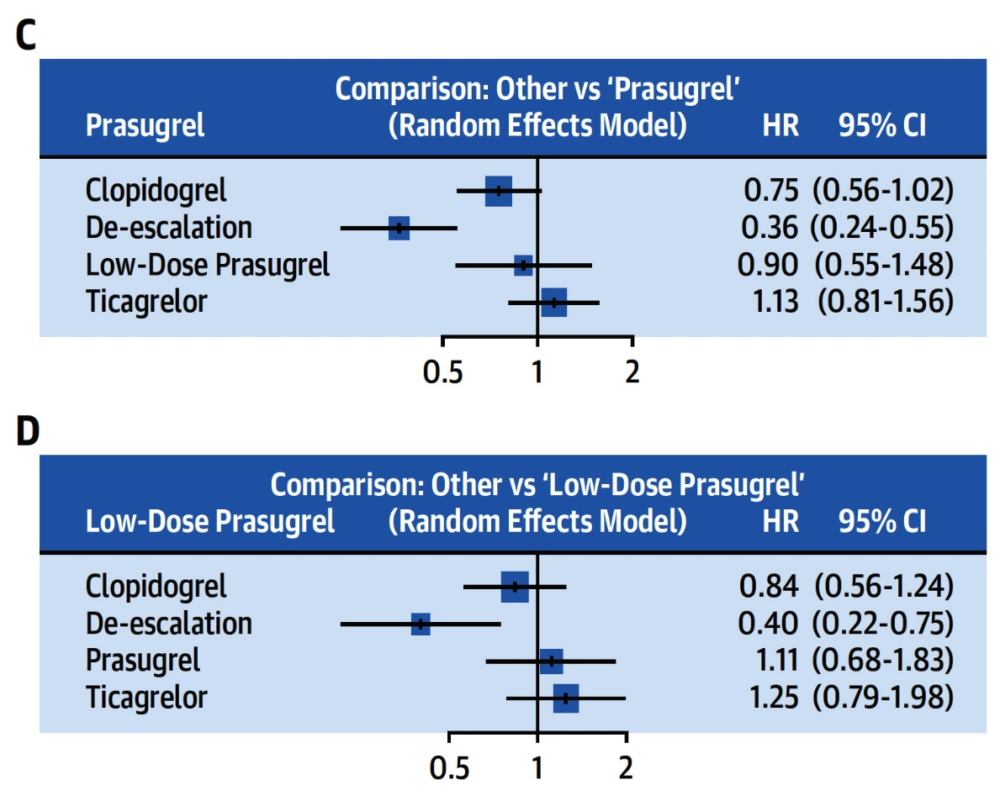 C
Comparison: Other vs ‘Prasugrel’
Prasugrel (Random Effects Model) HR 95% CI
Clopidogrel 0.75 (0.56-1.02)
De-escalation 0.36 (0.24-0.55)
Low-Dose Prasugrel 0.90 (0.55-1.48)
Ticagrelor 1.13 (0.81-1.56)
0.5 1 2
D
Comparison: Other vs ‘Low-Dose Prasugrel’
Low-Dose Prasugrel (Random Effects Model) HR 95% CI
Clopidogrel 0.84 (0.56-1.24)
De-escalation 0.40 (0.22-0.75)
Prasugrel 1.11 (0.68-1.83)
Ticagrelor 1.25 (0.79-1.98)
0.5 1 2